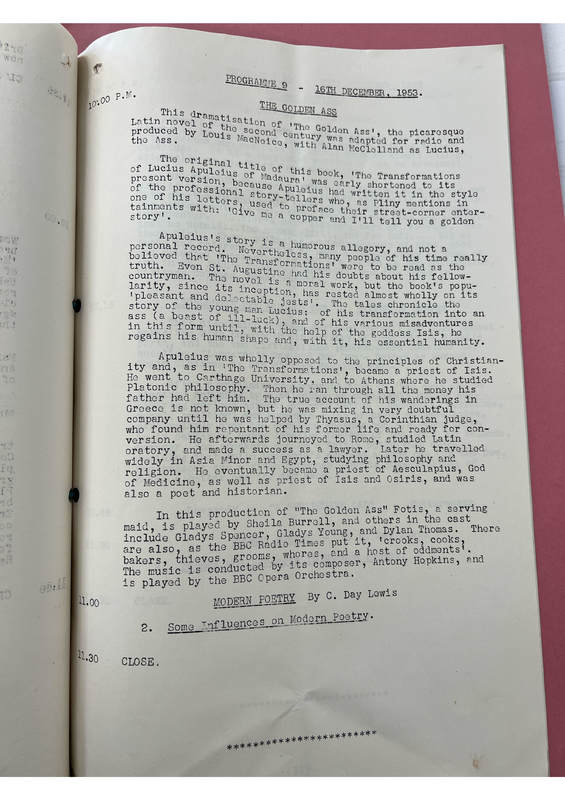 PROGRAMME 9 - 16TH DECEMBER, 1953.
10:00 P.M.
THE GOLDEN ASS
This dramatisation of 'The Golden Ass', the picaresque
Latin novel of the second century was adapted for radio and
produced by Louis MacNeice, with Alan McClelland as Lucius,
the Ass.
The original title of this book, 'The Transformations
of Lucius Apuleius of Madaura' was early shortened to its
present version, because Apuleius had written it in the style
of the professional story-tellers who, as Pliny mentions in
one of his letters, used to preface their street-corner enter-
tainments with: 'Give me a copper and I'll tell you a golden
story'.
Apuleius's story is a humorous allegory, and not a
personal record. Nevertheless, many people of his time really
believed that 'The Transformations' were to be read as the
truth. Even St. Augustine had his doubts about his fellow-
countryman. The novel is a moral work, but the book's popu-
larity, since its inception, has rested almost wholly on its
'pleasant and delectable jests'. The tales chronicle the
story of the young man Lucius: of his transformation into an
ass (a beast of ill-luck), and of his various misadventures
in this form until, with the help of the goddess Isis, he
regains his human shape and, with it, his essential humanity.
Apuleius was wholly opposed to the principles of Christian-
ity and, as in 'The Transformations', became a priest of Isis.
He went to Carthage University, and to Athens where he studied
Platonic philosophy. Then he ran through all the money his
father had left him. The true account of his wanderings in
Greece is not known, but he was mixing in very doubtful
company until he was helped by Thyasus, a Corinthian judge,
who found him repentant of his former life and ready for con-
version. He afterwards journeyed to Rome, studied Latin
oratory, and made a success as a lawyer. Later he travelled
widely in Asia Minor and Egypt, studying philosophy and
religion. He eventually became a priest of Aesculapius, God
of Medicine, as well as priest of Isis and Osiris, and was
also a poet and historian.
In this production of "The Golden Ass" Fotis, a serving
maid, is played by Sheila Burrell, and others in the cast
include Gladys Spencer, Gladys Young, and Dylan Thomas. There
are also, as the BBC Radio Times put it, 'crooks, cooks,
bakers, thieves, grooms, whores, and a host of oddments'.
The music is conducted by its composer, Antony Hopkins, and
is played by the BBC Opera Orchestra.
11.00 MODERN POETRY By C. Day Lewis
2. Some Influences on Modern Poetry.
11.30 CLOSE.
***********************